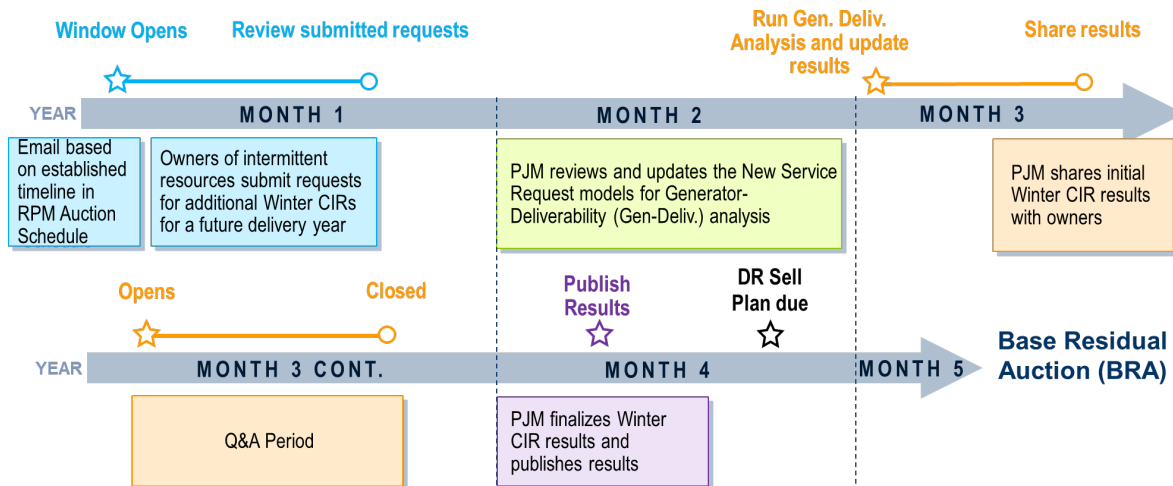 Window Opens
Review submitted requests
Run Gen. Deliv.
Analysis and update
results
Share results
YEAR
MONTH 1
MONTH 2
MONTH 3
Email based
on established
timeline in
RPM Auction
Schedule
Owners of intermittent
resources submit requests
for additional Winter CIRs
for a future delivery year
PJM reviews and updates the New Service
Request models for Generator-
Deliverability (Gen-Deliv.) analysis
PJM shares initial
Winter CIR results
with owners
Opens
Closed
Publish
Results
DR Sell
Plan due
YEAR
MONTH 3 CONT.
MONTH 4
MONTH 5
Base Residual
Auction (BRA)
Q&A Period
PJM finalizes Winter
CIR results and
publishes results